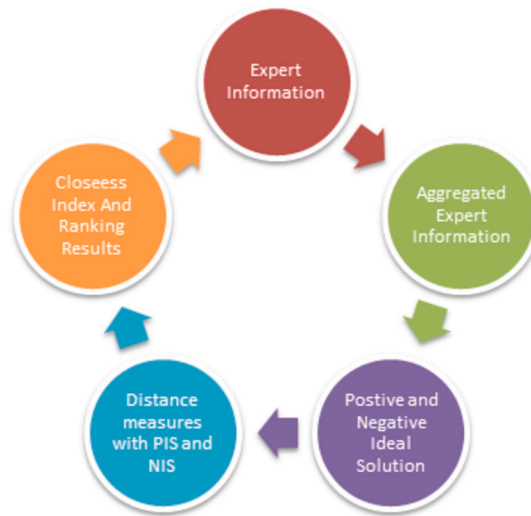 Expert
Information
Aggregated
Expert
Information
Postive and
Negative
Ideal
Solution
Distance
measures
with PIS and
NIS
Closeess
Index And
Ranking
Results